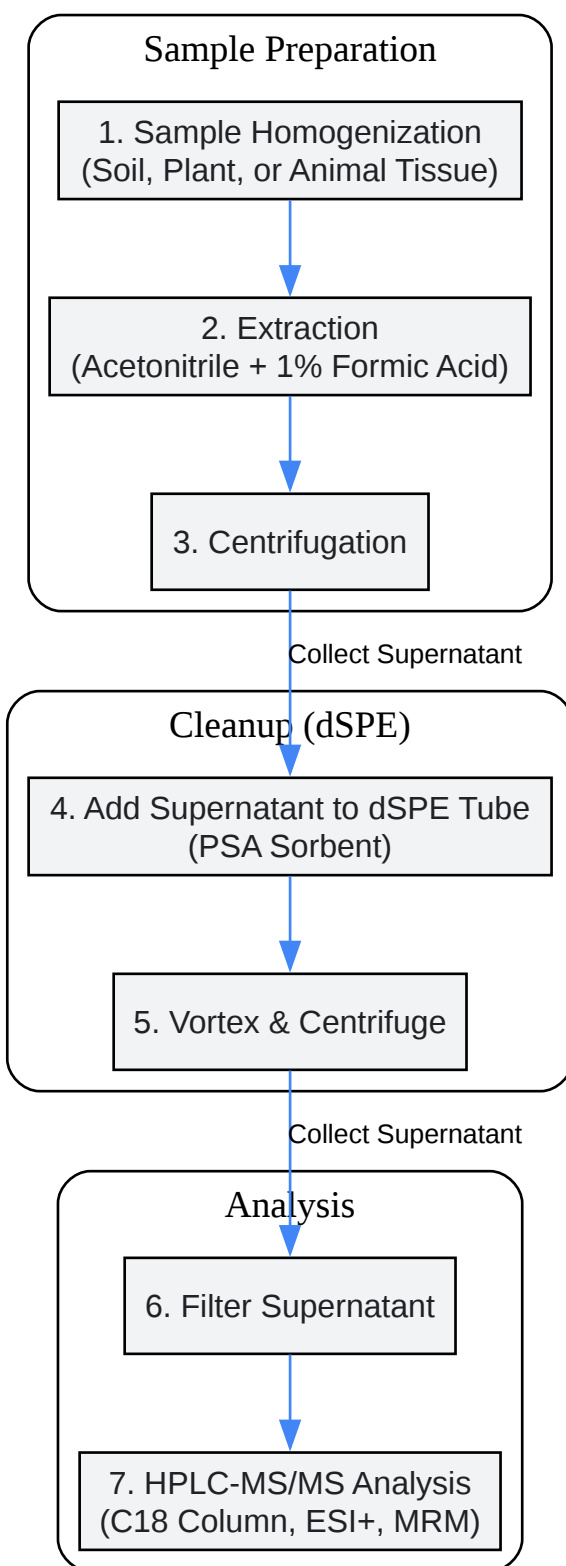 Sample Preparation
1. Sample Homogenization
(Soil, Plant, or Animal Tissue)
2. Extraction
(Acetonitrile + 1% Formic Acid)
3. Centrifugation
Collect Supernatant
Cleanup (dSPE)
4. Add Supernatant to dSPE Tube
(PSA Sorbent)
5. Vortex & Centrifuge
Collect Supernatant
Analysis
6. Filter Supernatant
7. HPLC-MS/MS Analysis
(C18 Column, ESI+, MRM)